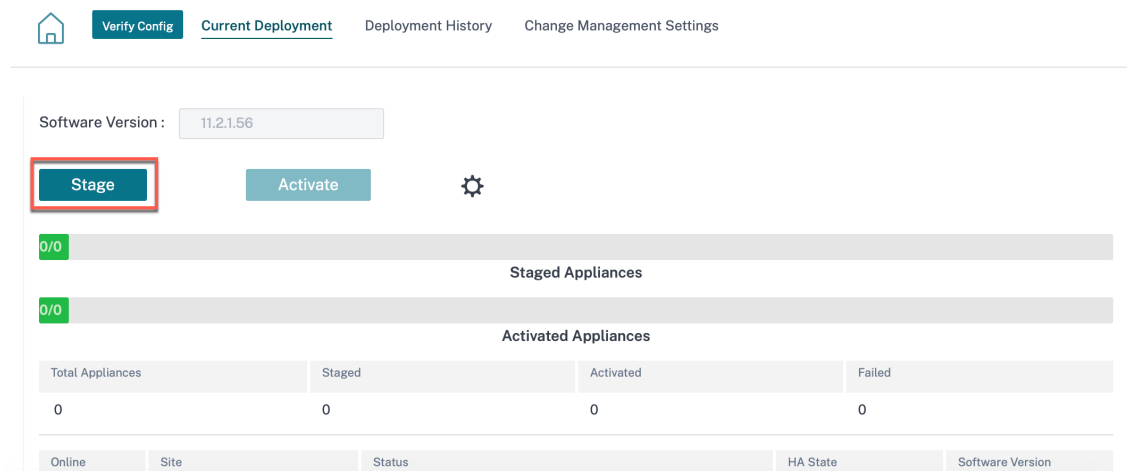 Verify Config Current Deployment Deployment History Change Management Settings
Software Version : 11.2.1.56
Stage Activate
0/0
Staged Appliances
0/0
Activated Appliances
Total Appliances Staged Activated Failed
0 0 0 0
Online Site Status HA State Software Version